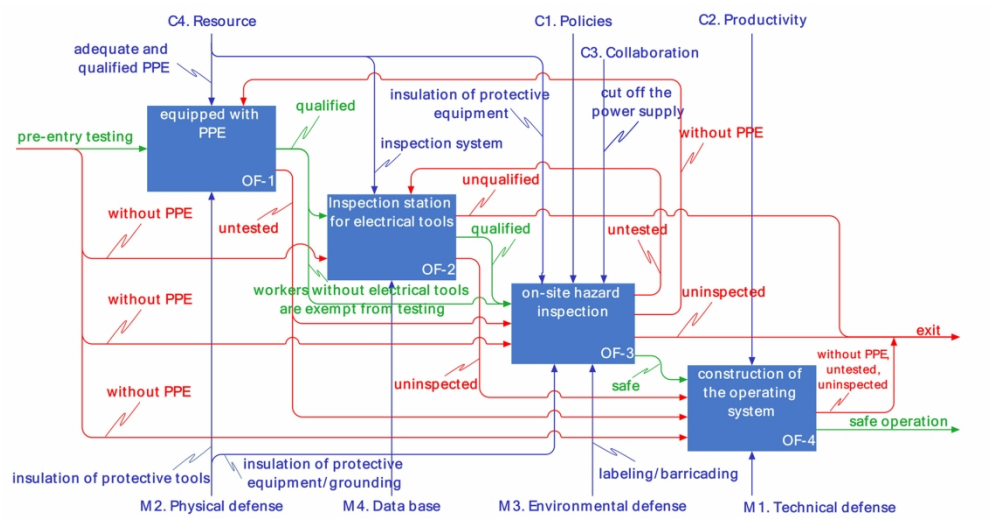 C4. Resource
C1. Policies
C2. Productivity
C3. Collaboration
adequate and
qualified PPE
insulation of protective
equipment
cut off the
power supply
equipped with
PPE
OF-1
pre-entry testing
qualified
inspection system
without PPE
unqualified
Inspection station
for electrical tools
OF-2
without PPE
untested
qualified
untested
workers without electrical tools
are exempt from testing
on-site hazard
inspection
OF-3
uninspected
without PPE
exit
without PPE,
untested,
uninspected
construction of
the operating
system
OF-4
uninspected
safe
without PPE
safe operation
insulation of protective tools
insulation of protective
equipment/grounding
labeling/barricading
M2. Physical defense
M4. Data base
M3. Environmental defense
M1. Technical defense